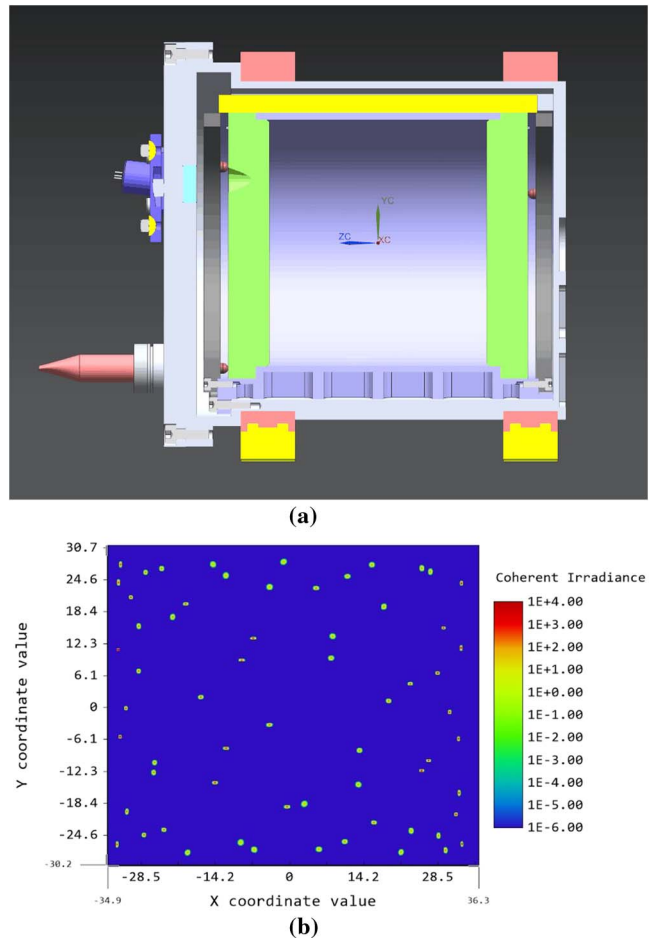 YC
ZC
XC
(a)
30.7
24.6
18.4
12.3
6.1
0
-6.1
-12.3
-18.4
-24.6
-30.2
Y coordinate value
-28.5 -14.2 0 14.2 28.5
-34.9 X coordinate value 36.3
Coherent Irradiance
1E+4.00
1E+3.00
1E+2.00
1E+1.00
1E+0.00
1E-1.00
1E-2.00
1E-3.00
1E-4.00
1E-5.00
1E-6.00
(b)